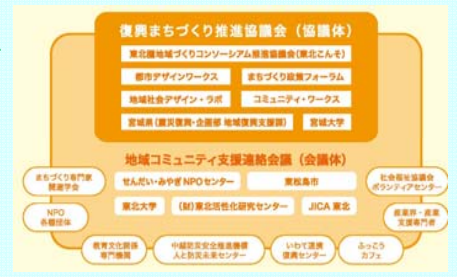 復興まちづくり推進協議会（協議体）
東北圏地域づくりコンソーシアム推進協議会(東北こんそ)
都市デザインワークス
まちづくり政策フォーラム
地域社会デザイン・ラボ
コミュニティ・ワークス
宮城県(震災復興・企画部 地域復興支援課)
宮城大学
地域コミュニティ支援連絡会議（会議体）
せんだい・みやぎNPOセンター
東松島市
東北大学
(財)東北活性化研究センター
JICA 東北
まちづくり専門家
関連学会
社会福祉協議会
ボランティアセンター
NPO
各種団体
産業界・産業
支援専門者
教育文化関係
専門機関
中越防災安全推進機構
人と防災未来センター
いわて連携
復興センター
ふっこう
カフェ